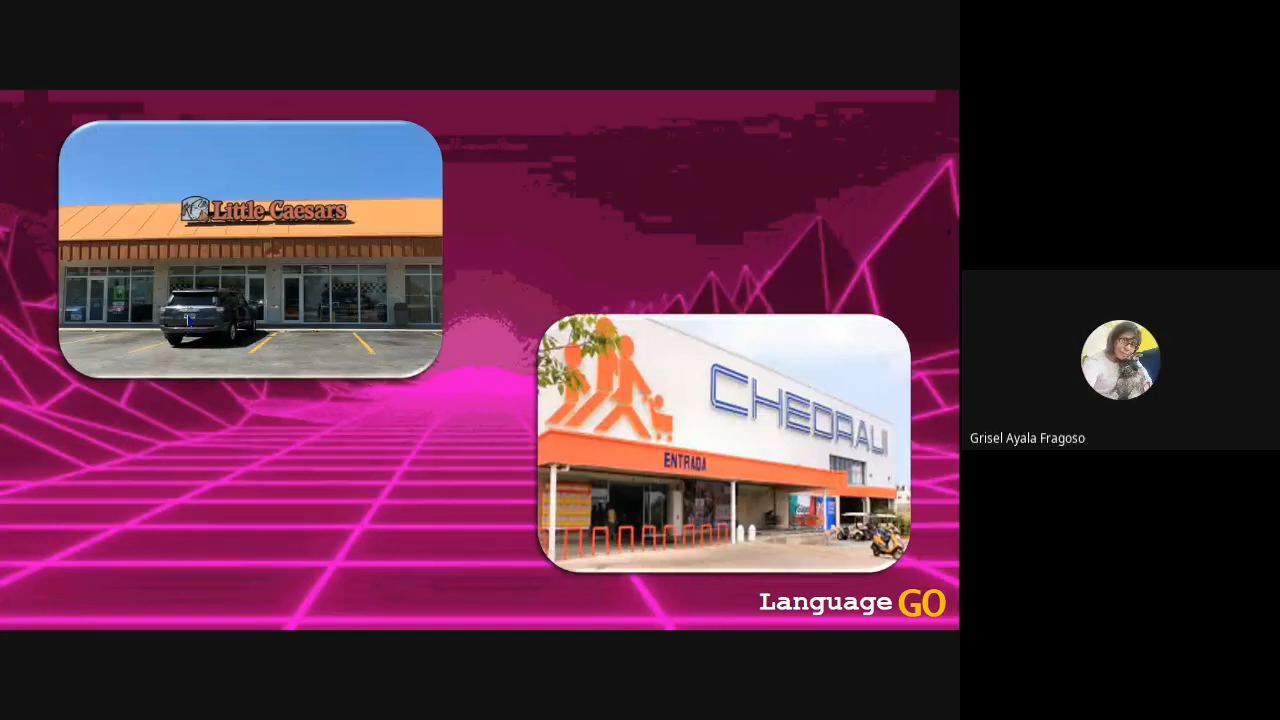 Little Caesars
CHEDRAUI
ENTRADA
Language GO
Grisel Ayala Fragoso